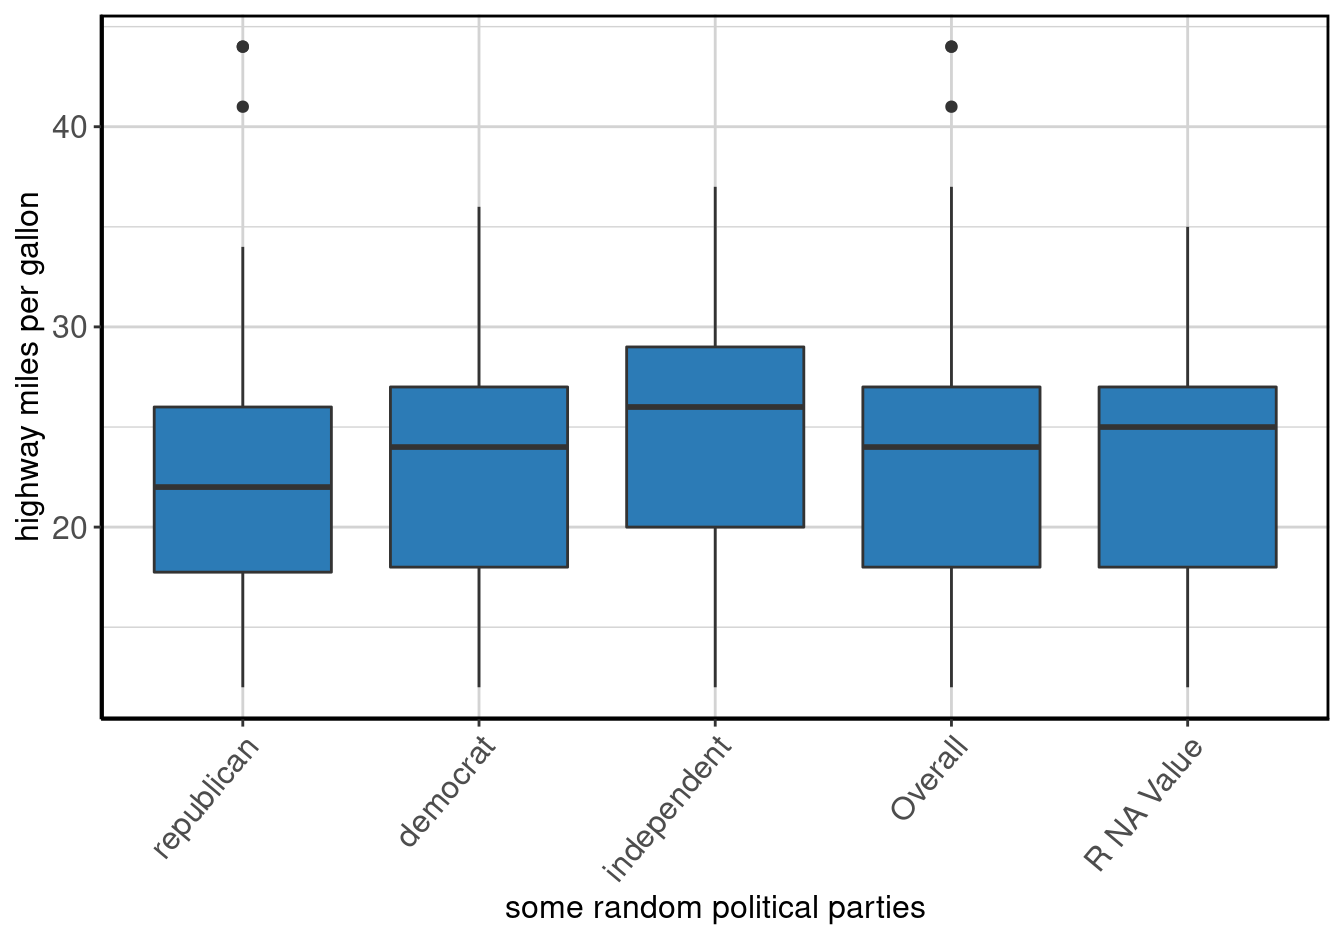 highway miles per gallon
40
30
20
republican
democrat
independent
Overall
R NA Value
some random political parties